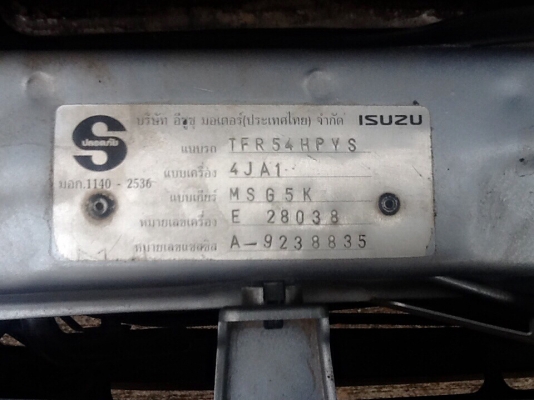 บริษัท อีซูซุ มอเตอร์(ประเทศไทย) จำกัด ISUZU
S
ปลอดภัย
มอก.1140 - 2536
แบบรถ TFR54HPYS
แบบเครื่อง 4JA1
แบบเกียร์ MSG5K
หมายเลขเครื่อง E 28038
หมายเลขแชสซิส A-9238835